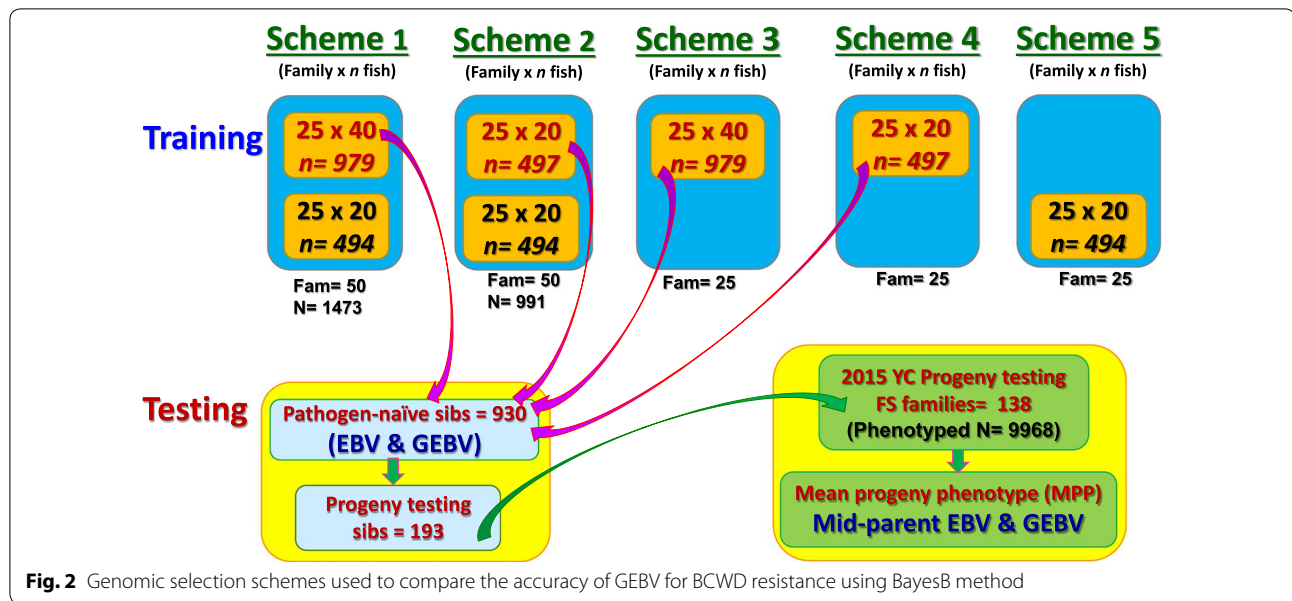 Scheme 1 Scheme 2 Scheme 3 Scheme 4 Scheme 5
(Family x n fish) (Family x n fish) (Family x n fish) (Family x n fish) (Family x n fish)
Training
25 x 40
n= 979
25 x 20
n= 494
Fam= 50
N= 1473
25 x 20
n= 497
25 x 20
n= 494
Fam= 50
N= 991
25 x 40
n= 979
Fam= 25
25 x 20
n= 497
Fam= 25
25 x 20
n= 494
Fam= 25
Testing
Pathogen-naïve sibs = 930
(EBV & GEBV)
Progeny testing
sibs = 193
2015 YC Progeny testing
FS families= 138
(Phenotyped N= 9968)
Mean progeny phenotype (MPP)
Mid-parent EBV & GEBV
Fig. 2 Genomic selection schemes used to compare the accuracy of GEBV for BCWD resistance using BayesB method